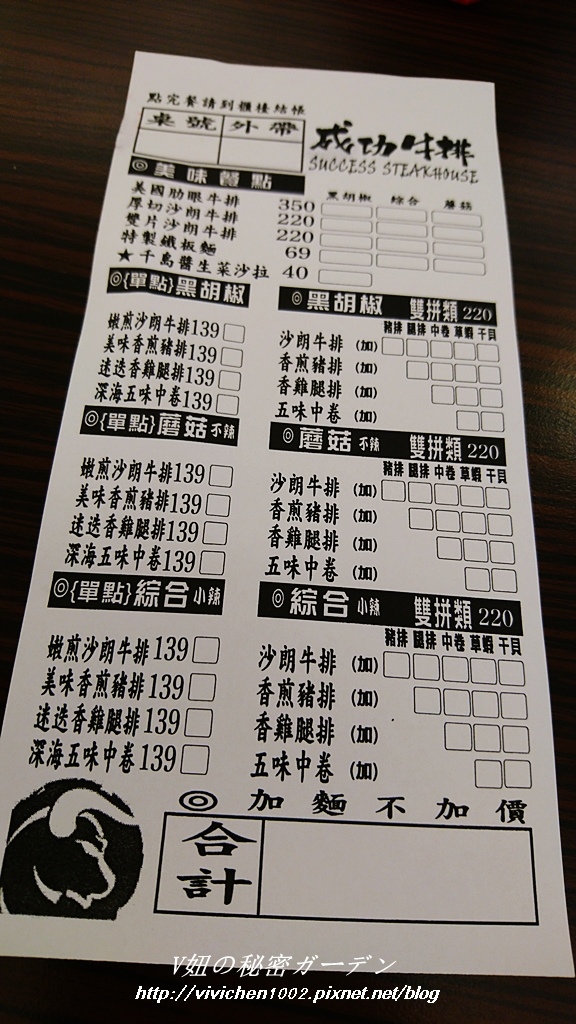 點完餐請到櫃檯結帳
桌號 外帶
成功牛排
SUCCESS STEAKHOUSE
◎美味餐點
黑胡椒 綜合 蘑菇
美國肋眼牛排 350
厚切沙朗牛排 220
雙片沙朗牛排 220
特製鐵板麵 69
★千島醬生菜沙拉 40
◎{單點}黑胡椒
嫩煎沙朗牛排139
美味香煎豬排139
迷迭香雞腿排139
深海五味中卷139
◎{單點}蘑菇 不辣
嫩煎沙朗牛排139
美味香煎豬排139
迷迭香雞腿排139
深海五味中卷139
◎{單點}綜合 小辣
嫩煎沙朗牛排139
美味香煎豬排139
迷迭香雞腿排139
深海五味中卷139
◎黑胡椒 雙拼類 220
豬排 腿排 中卷 草蝦 干貝
沙朗牛排 (加)
香煎豬排 (加)
香雞腿排 (加)
五味中卷 (加)
◎蘑菇 不辣 雙拼類 220
豬排 腿排 中卷 草蝦 干貝
沙朗牛排 (加)
香煎豬排 (加)
香雞腿排 (加)
五味中卷 (加)
◎綜合 小辣 雙拼類 220
豬排 腿排 中卷 草蝦 干貝
沙朗牛排 (加)
香煎豬排 (加)
香雞腿排 (加)
五味中卷 (加)
◎加麵不加價
合計
V妞の秘密ガーデン
http://vivichen1002.pixnet.net/blog